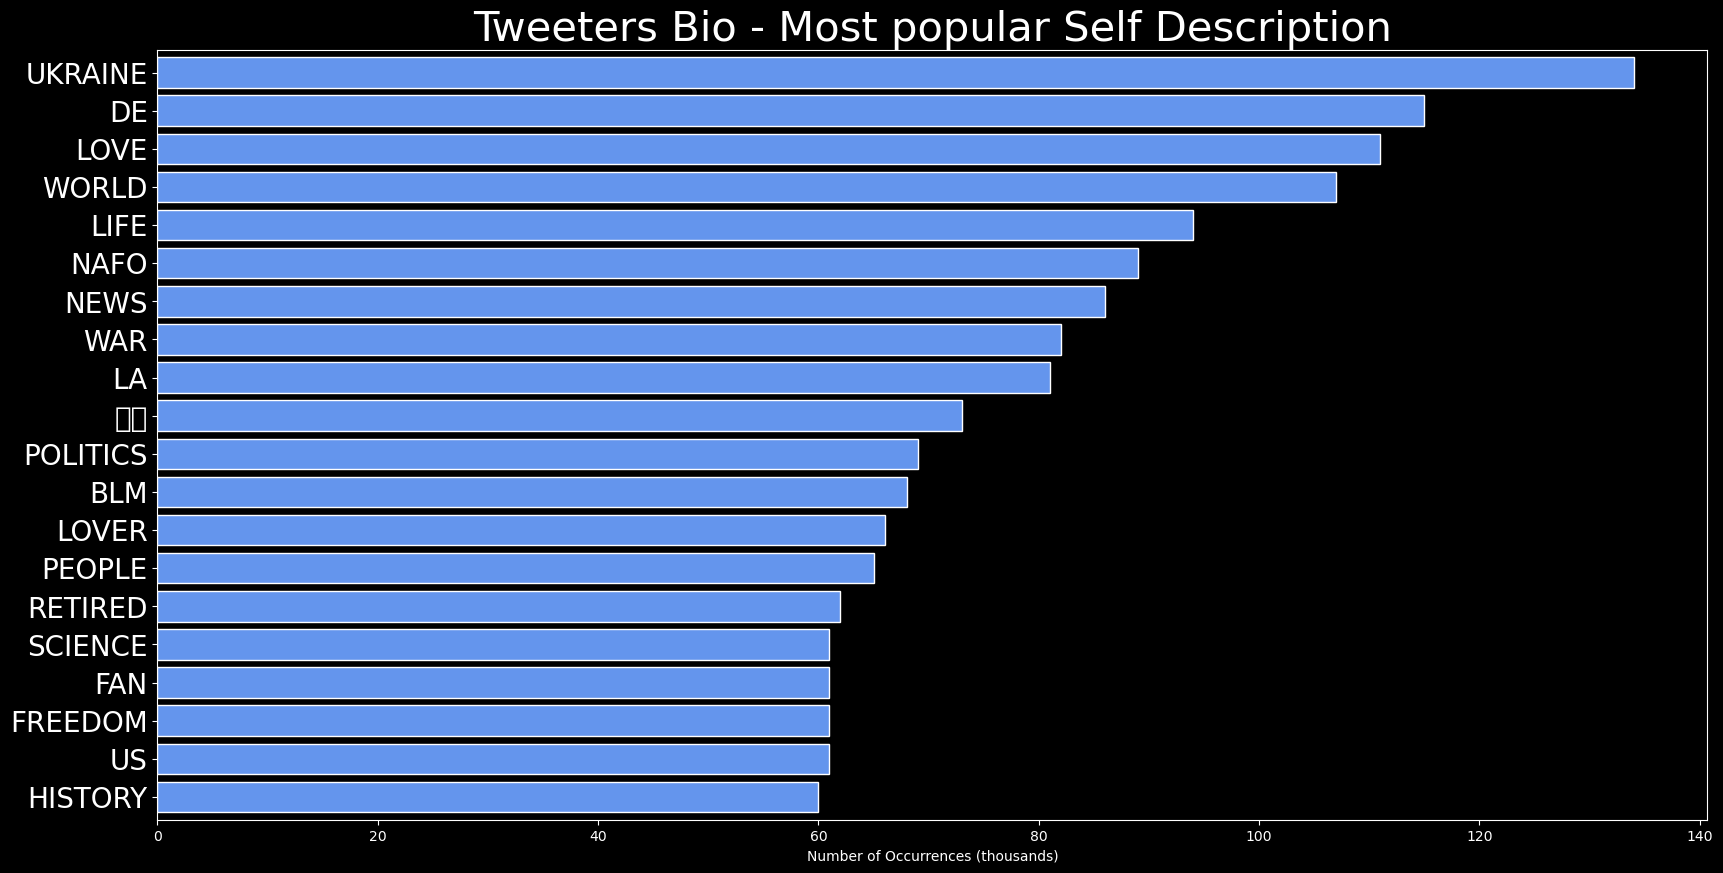 Tweeters Bio - Most popular Self Description
UKRAINE
DE
LOVE
WORLD
LIFE
NAFO
NEWS
WAR
LA
POLITICS
BLM
LOVER
PEOPLE
RETIRED
SCIENCE
FAN
FREEDOM
US
HISTORY
0 20 40 60 80 100 120 140
Number of Occurrences (thousands)